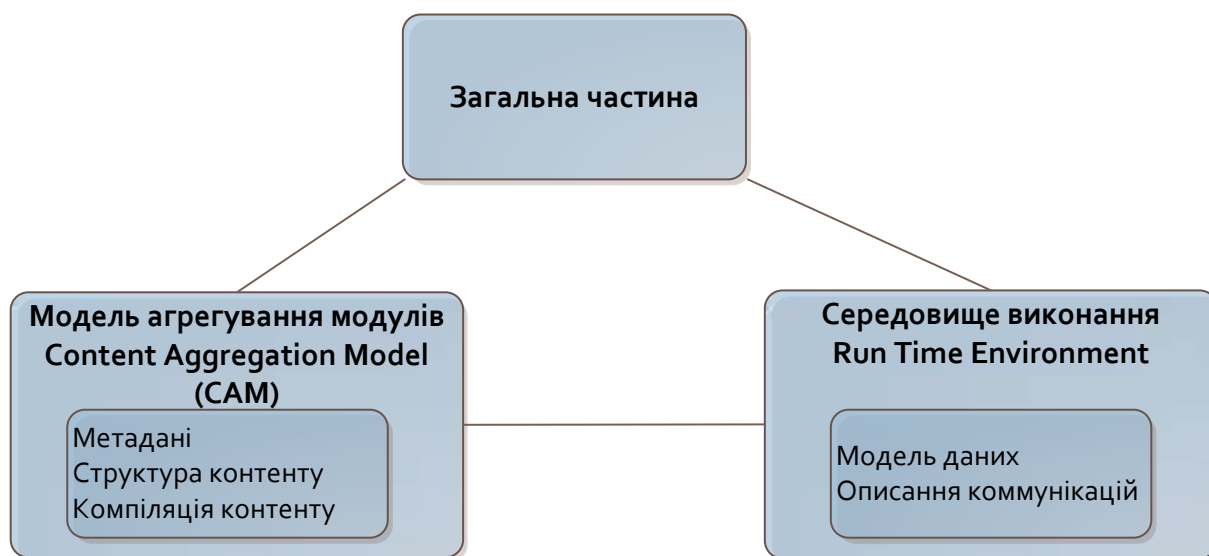 Загальна частина
Модель агрегування модулів
Content Aggregation Model
(CAM)
Метадані
Структура контенту
Компіляція контенту
Середовище виконання
Run Time Environment
Модель даних
Описання коммунікацій